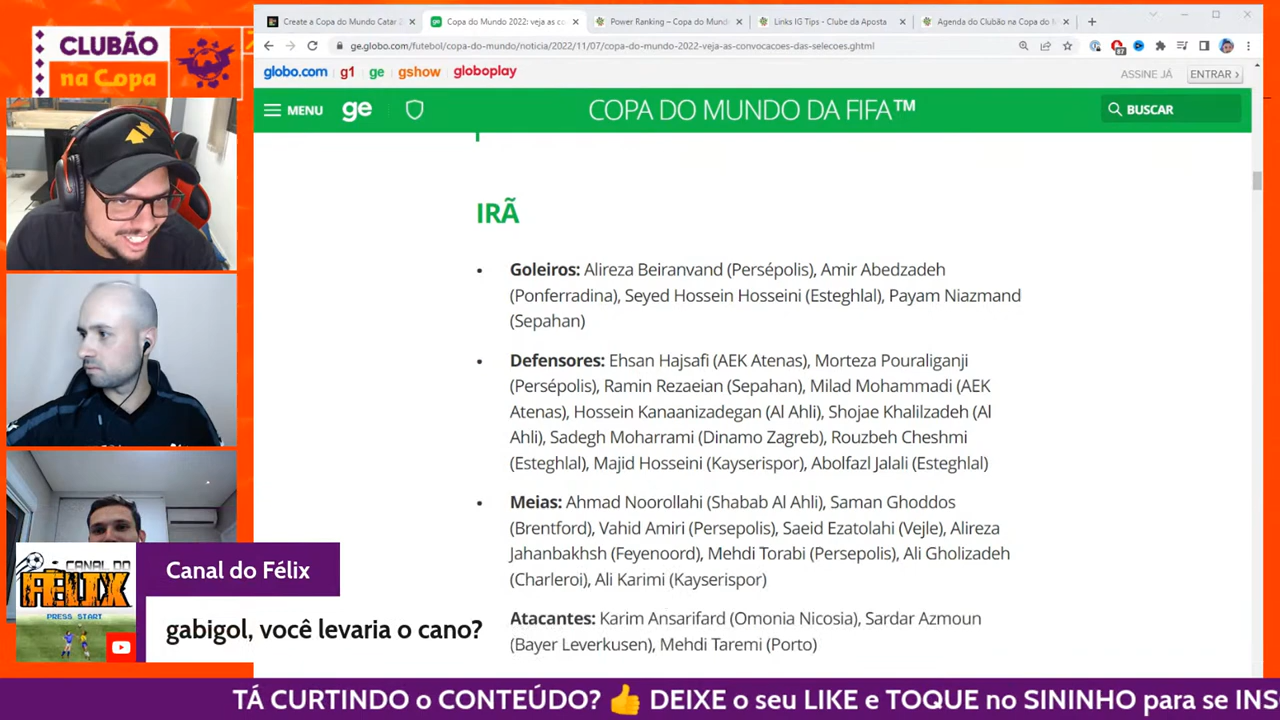 CLUBÃO
na Copa
Create a Copa do Mundo Catar 2
Copa do Mundo 2022: veja as co
Power Ranking – Copa do Mundo
Links IG Tips - Clube da Aposta
Agenda do Clubão na Copa do M
ge.globo.com/futebol/copa-do-mundo/noticia/2022/11/07/copa-do-mundo-2022-veja-as-convocacoes-das-selecoes.ghtml
globo.com g1 ge gshow globoplay
ASSINE JÁ ENTRAR ›
MENU ge COPA DO MUNDO DA FIFA™ BUSCAR
IRÃ
• Goleiros: Alireza Beiranvand (Persépolis), Amir Abedzadeh
(Ponferradina), Seyed Hossein Hosseini (Esteghlal), Payam Niazmand
(Sepahan)
• Defensores: Ehsan Hajsafi (AEK Atenas), Morteza Pouraliganji
(Persépolis), Ramin Rezaeian (Sepahan), Milad Mohammadi (AEK
Atenas), Hossein Kanaanizadegan (Al Ahli), Shojae Khalilzadeh (Al
Ahli), Sadegh Moharrami (Dinamo Zagreb), Rouzbeh Cheshmi
(Esteghlal), Majid Hosseini (Kayserispor), Abolfazl Jalali (Esteghlal)
• Meias: Ahmad Noorollahi (Shabab Al Ahli), Saman Ghoddos
(Brentford), Vahid Amiri (Persepolis), Saeid Ezatolahi (Vejle), Alireza
Jahanbakhsh (Feyenoord), Mehdi Torabi (Persepolis), Ali Gholizadeh
(Charleroi), Ali Karimi (Kayserispor)
Atacantes: Karim Ansarifard (Omonia Nicosia), Sardar Azmoun
(Bayer Leverkusen), Mehdi Taremi (Porto)
CANAL DO
FÉLIX
PRESS START
Canal do Félix
gabigol, você levaria o cano?
TÁ CURTINDO o CONTEÚDO? 👍 DEIXE o seu LIKE e TOQUE no SININHO para se INS